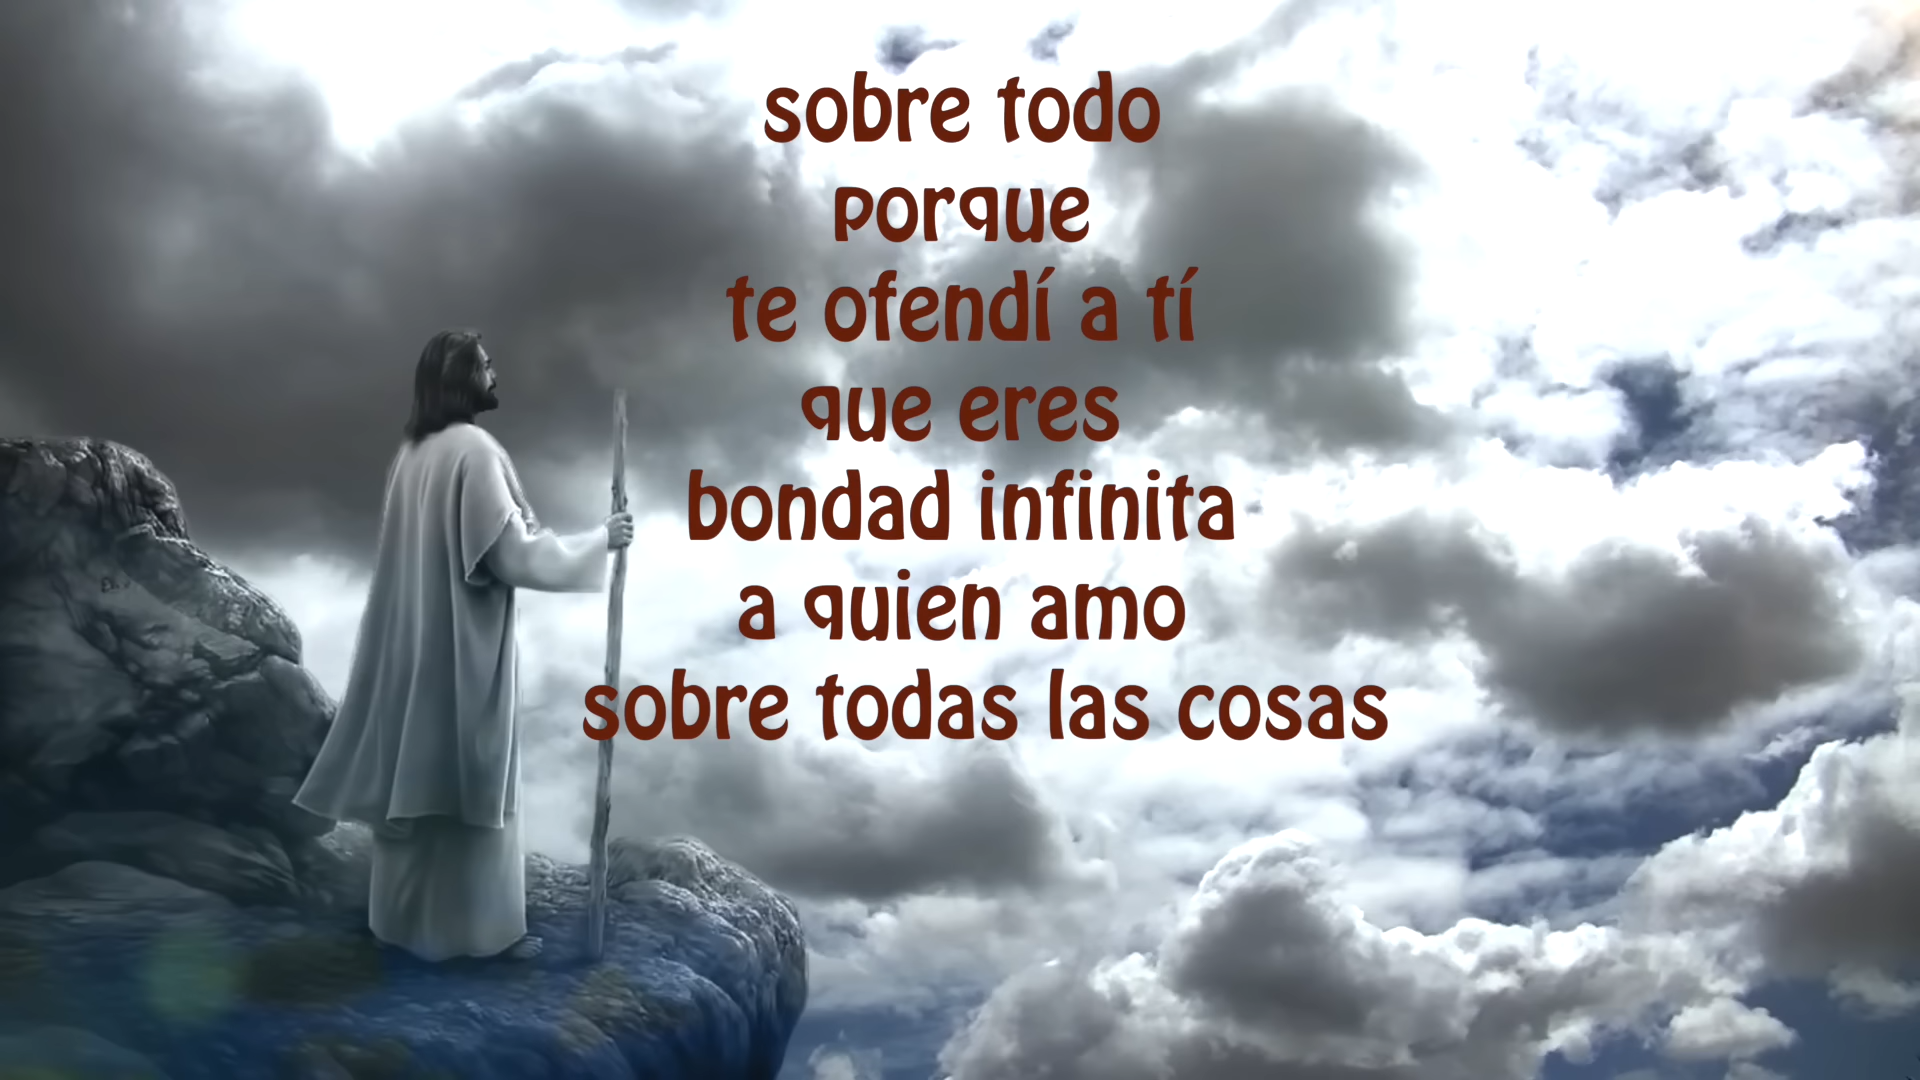 sobre todo
porque
te ofendí a tí
que eres
bondad infinita
a quien amo
sobre todas las cosas